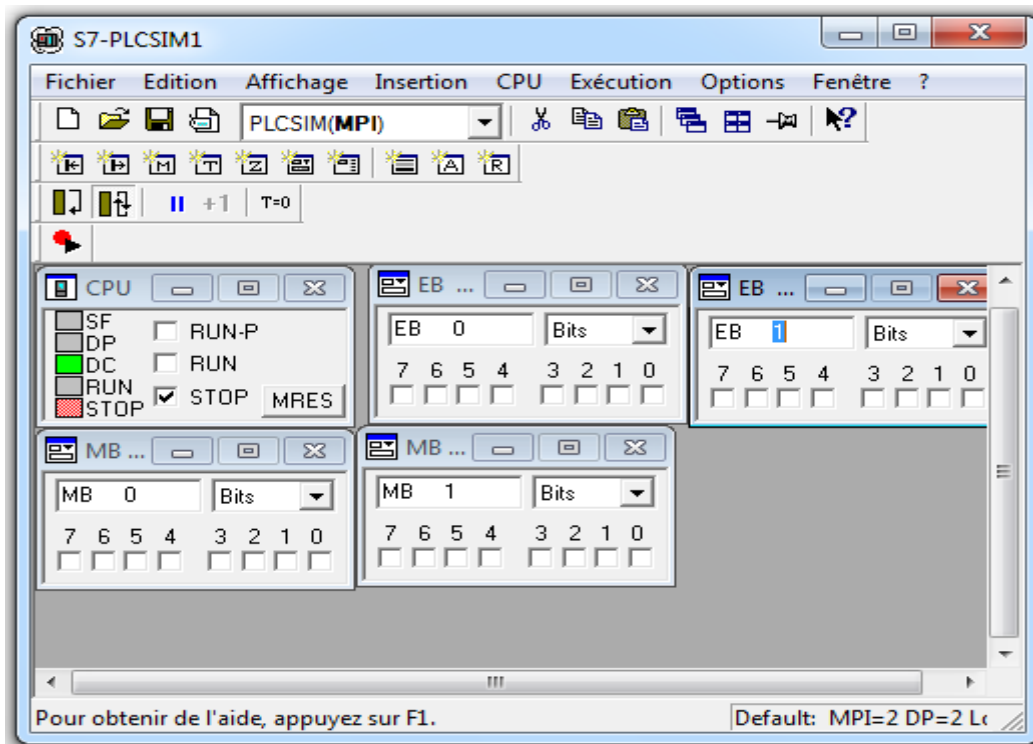 S7-PLCSIM1
Fichier Edition Affichage Insertion CPU Exécution Options Fenêtre ?
PLCSIM(MPI)
+1 T=0
CPU
SF
DP
DC
RUN
STOP
RUN-P
RUN
STOP MRES
EB ...
EB 0 Bits
7 6 5 4 3 2 1 0
EB ...
EB 1 Bits
7 6 5 4 3 2 1 0
MB ...
MB 0 Bits
7 6 5 4 3 2 1 0
MB ...
MB 1 Bits
7 6 5 4 3 2 1 0
Pour obtenir de l'aide, appuyez sur F1. Default: MPI=2 DP=2 Lo